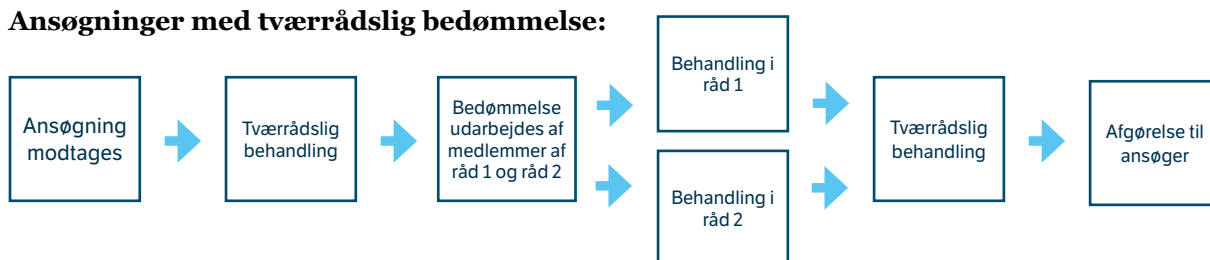 Ansøgninger med tværrådslig bedømmelse:
Ansøgning
modtages
Tværrådslig
behandling
Bedømmelse
udarbejdes af
medlemmer af
råd 1 og råd 2
Behandling i
råd 1
Behandling i
råd 2
Tværrådslig
behandling
Afgørelse til
ansøger